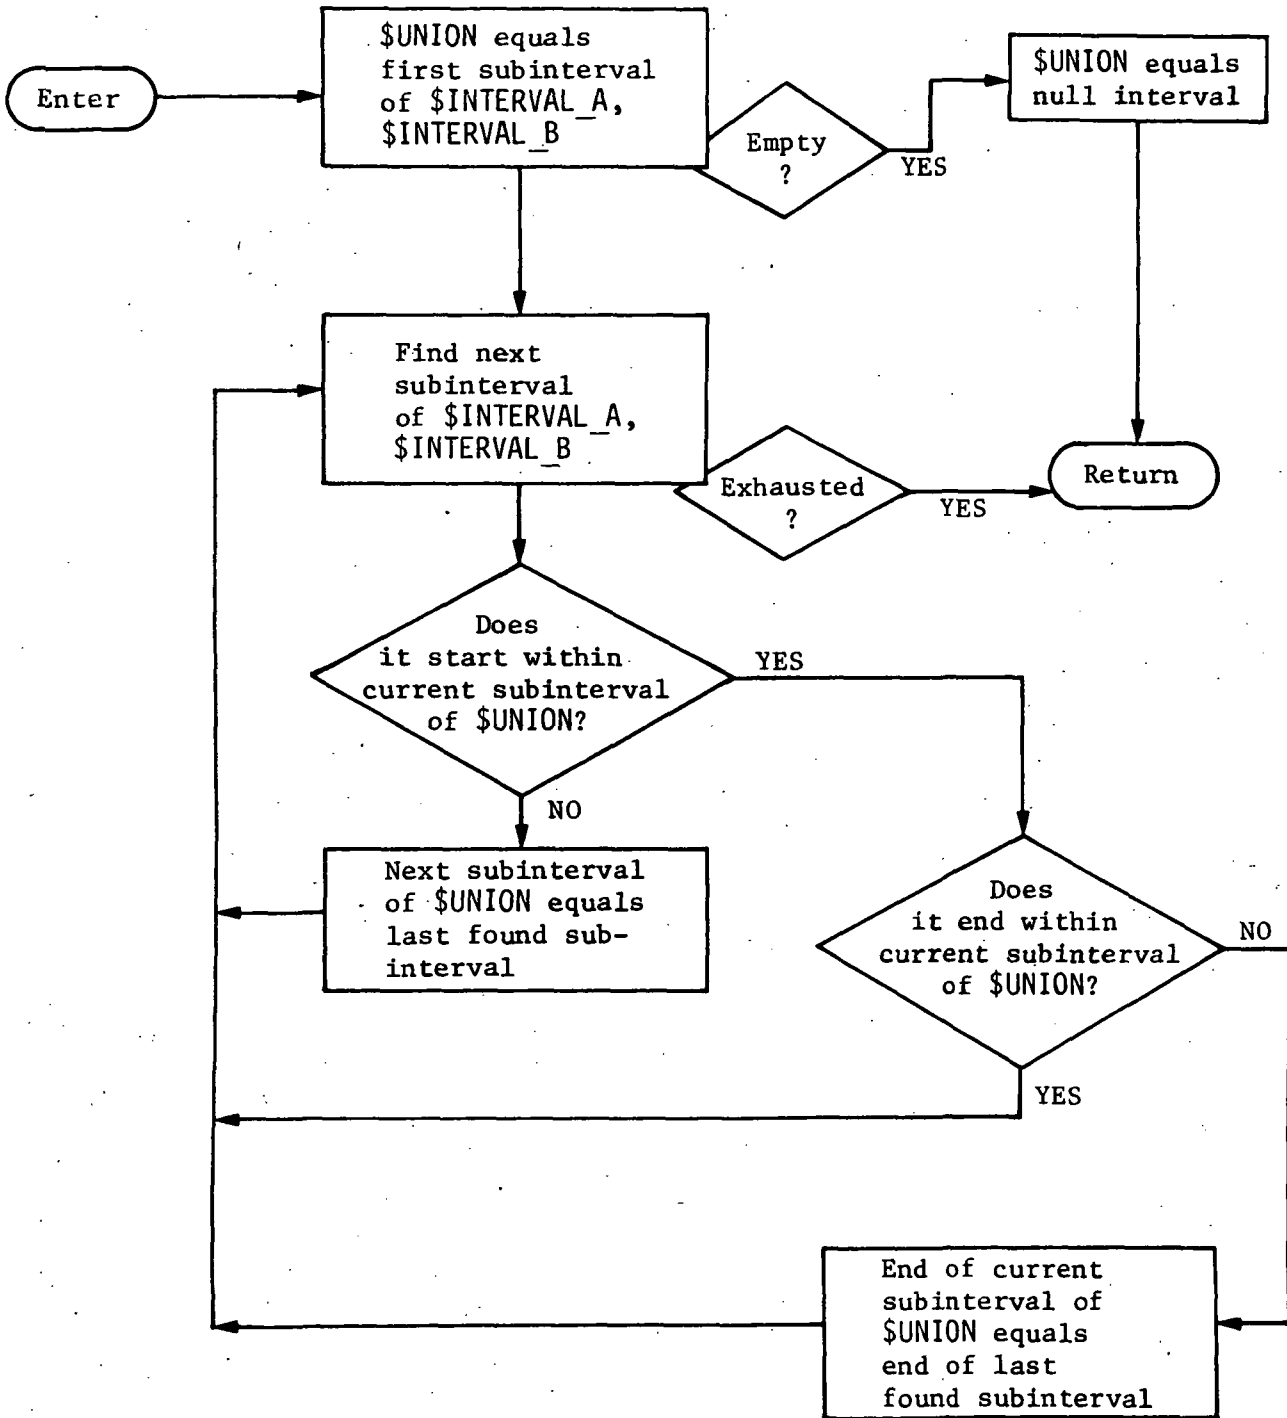 Enter
$UNION equals
first subinterval
of $INTERVAL_A,
$INTERVAL_B
Empty
?
YES
$UNION equals
null interval
Find next
subinterval
of $INTERVAL_A,
$INTERVAL_B
Exhausted
?
YES
Return
Does
it start within
current subinterval
of $UNION?
YES
NO
Next subinterval
of $UNION equals
last found sub-
interval
Does
it end within
current subinterval
of $UNION?
NO
YES
End of current
subinterval of
$UNION equals
end of last
found subinterval